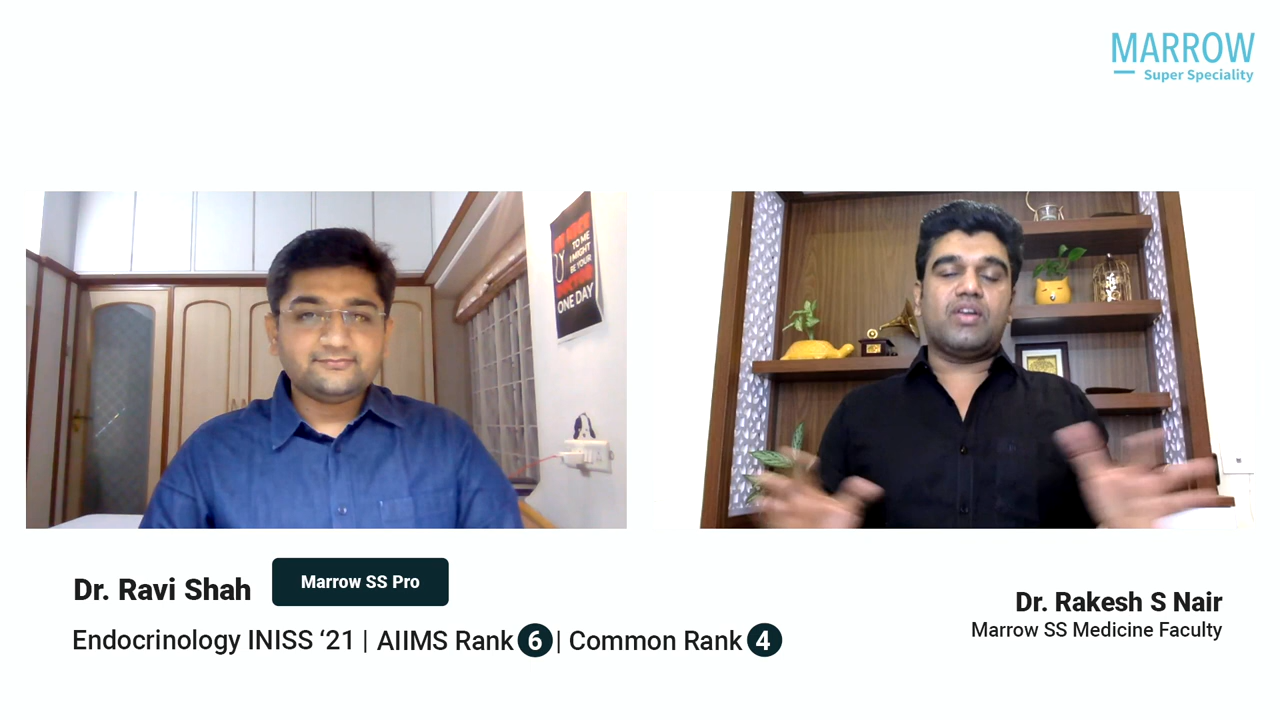 MARROW
Super Speciality
TO ME
I MIGHT
BE YOUR
ONE DAY
Dr. Ravi Shah
Marrow SS Pro
Endocrinology INISS ‘21 | AIIMS Rank 6 | Common Rank 4
Dr. Rakesh S Nair
Marrow SS Medicine Faculty